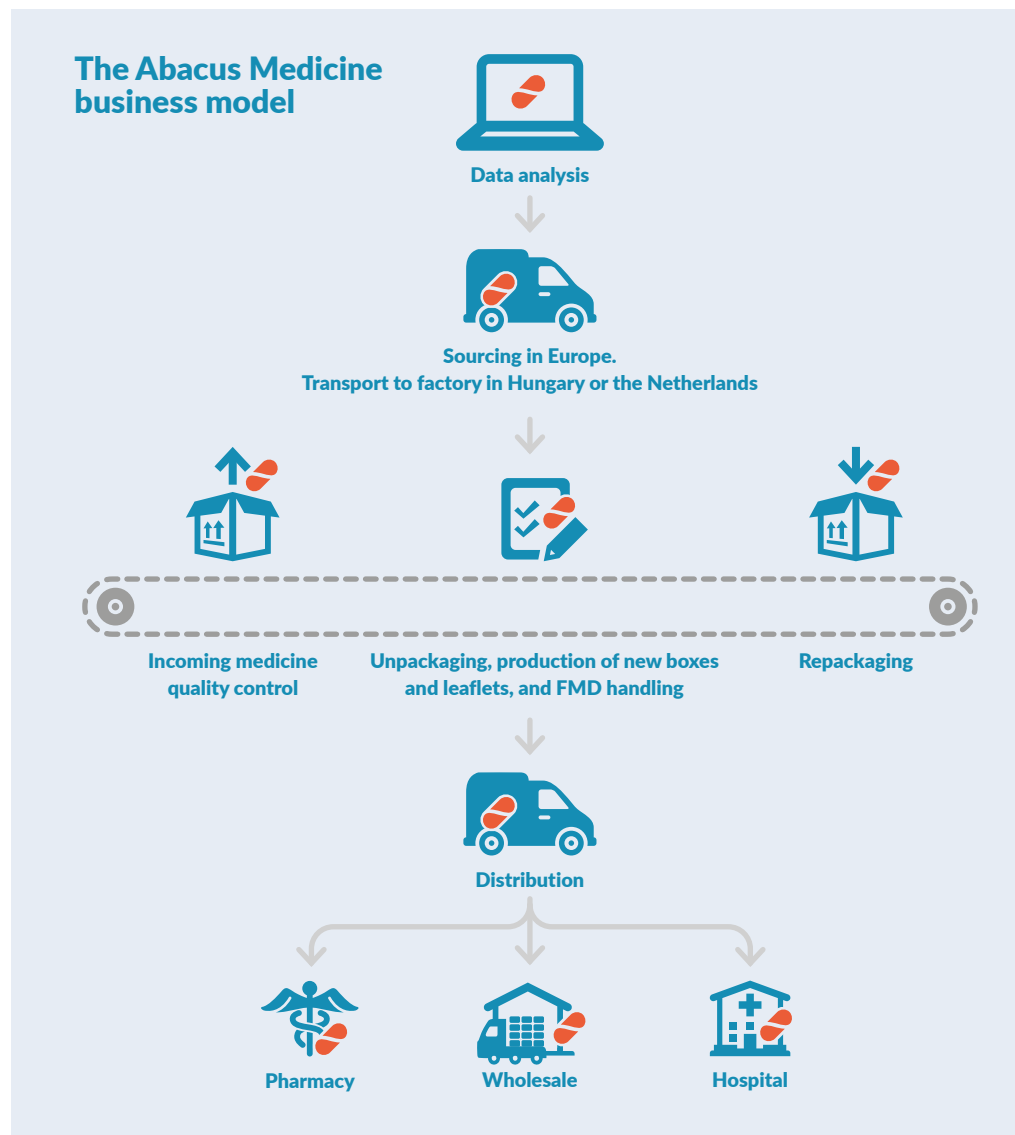 The Abacus Medicine
business model
Data analysis
Sourcing in Europe.
Transport to factory in Hungary or the Netherlands
Incoming medicine
quality control
Unpackaging, production of new boxes
and leaflets, and FMD handling
Repackaging
Distribution
Pharmacy
Wholesale
Hospital